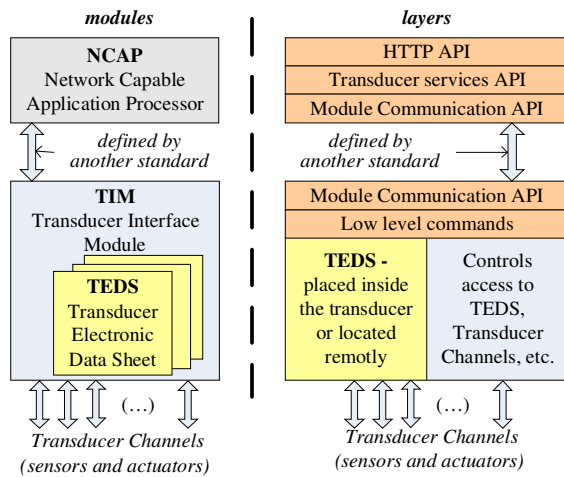 modules
NCAP
Network Capable
Application Processor
defined by
another standard
TIM
Transducer Interface
Module
TEDS
Transducer
Electronic
Data Sheet
(…)
Transducer Channels
(sensors and actuators)
layers
HTTP API
Transducer services API
Module Communication API
defined by
another standard
Module Communication API
Low level commands
TEDS -
placed inside
the transducer
or located
remotly
Controls
access to
TEDS,
Transducer
Channels, etc.
(…)
Transducer Channels
(sensors and actuators)